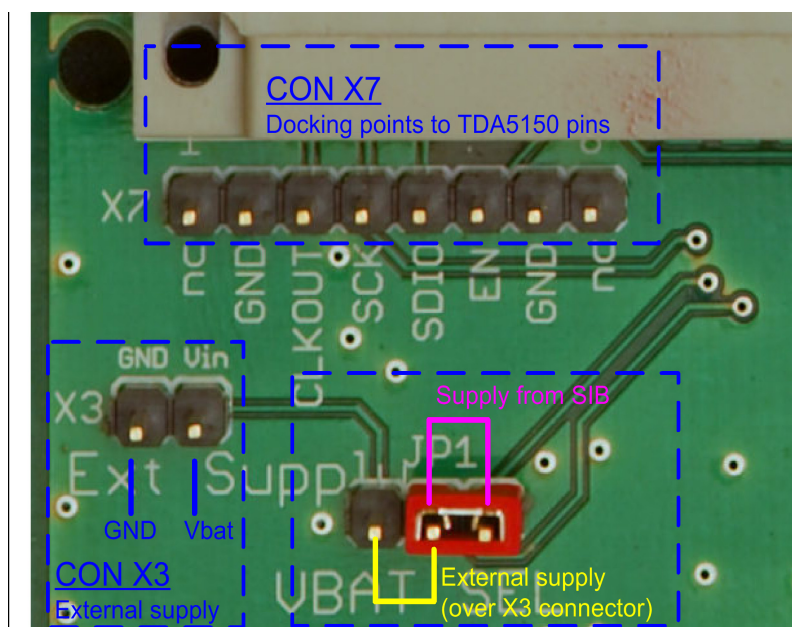 CON X7
Docking points to TDA5150 pins
1 8
X7
nc GND CLKOUT SCK SDIO EN GND nc
GND Vin
X3
Ext Supply
GND Vbat
CON X3
External supply
Supply from SIB
JP1
External supply
(over X3 connector)
VBAT SEL